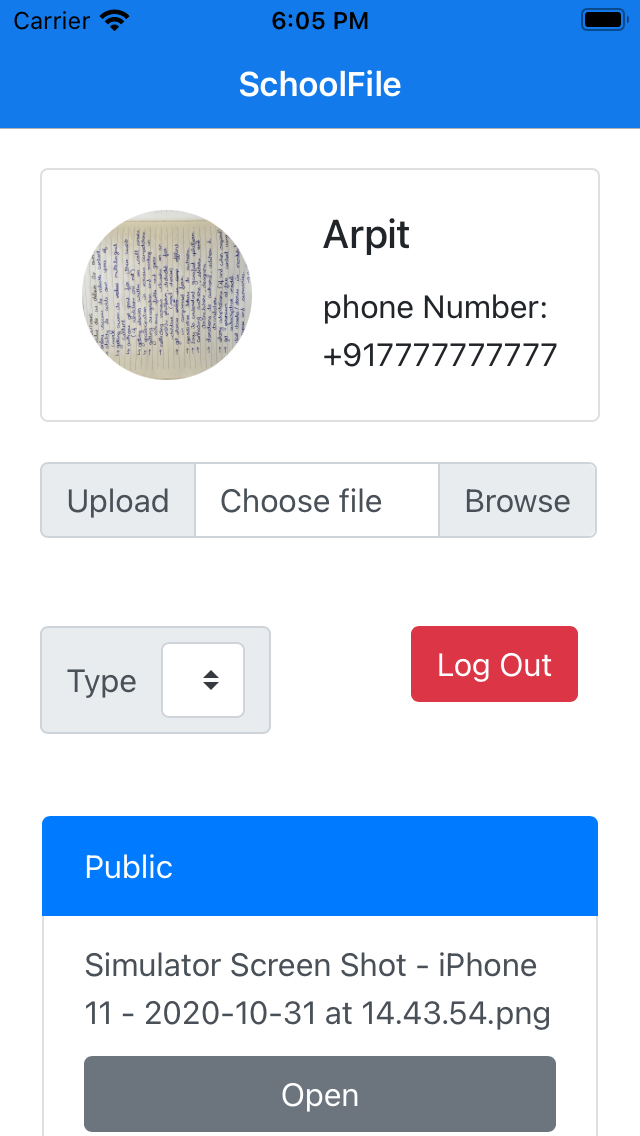 Carrier 6:05 PM
SchoolFile
Arpit
phone Number:
+917777777777
Upload Choose file Browse
Type Log Out
Public
Simulator Screen Shot - iPhone
11 - 2020-10-31 at 14.43.54.png
Open